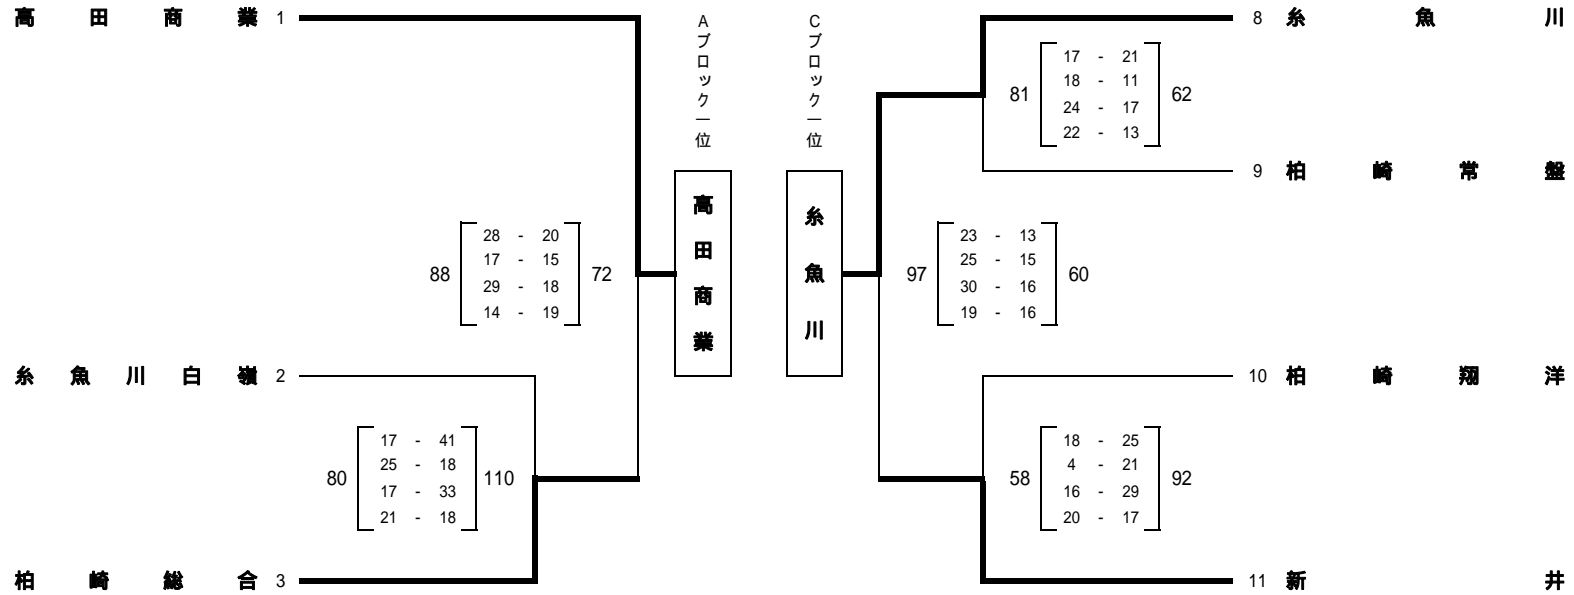 高田商業 1
Aブロック一位
高田商業
88
28 - 20
17 - 15
29 - 18
14 - 19
72
糸魚川白嶺 2
80
17 - 41
25 - 18
17 - 33
21 - 18
110
柏崎総合 3
Cブロック一位
糸魚川
8 糸魚川
81
17 - 21
18 - 11
24 - 17
22 - 13
62
9 柏崎常盤
97
23 - 13
25 - 15
30 - 16
19 - 16
60
10 柏崎翔洋
58
18 - 25
4 - 21
16 - 29
20 - 17
92
11 新井